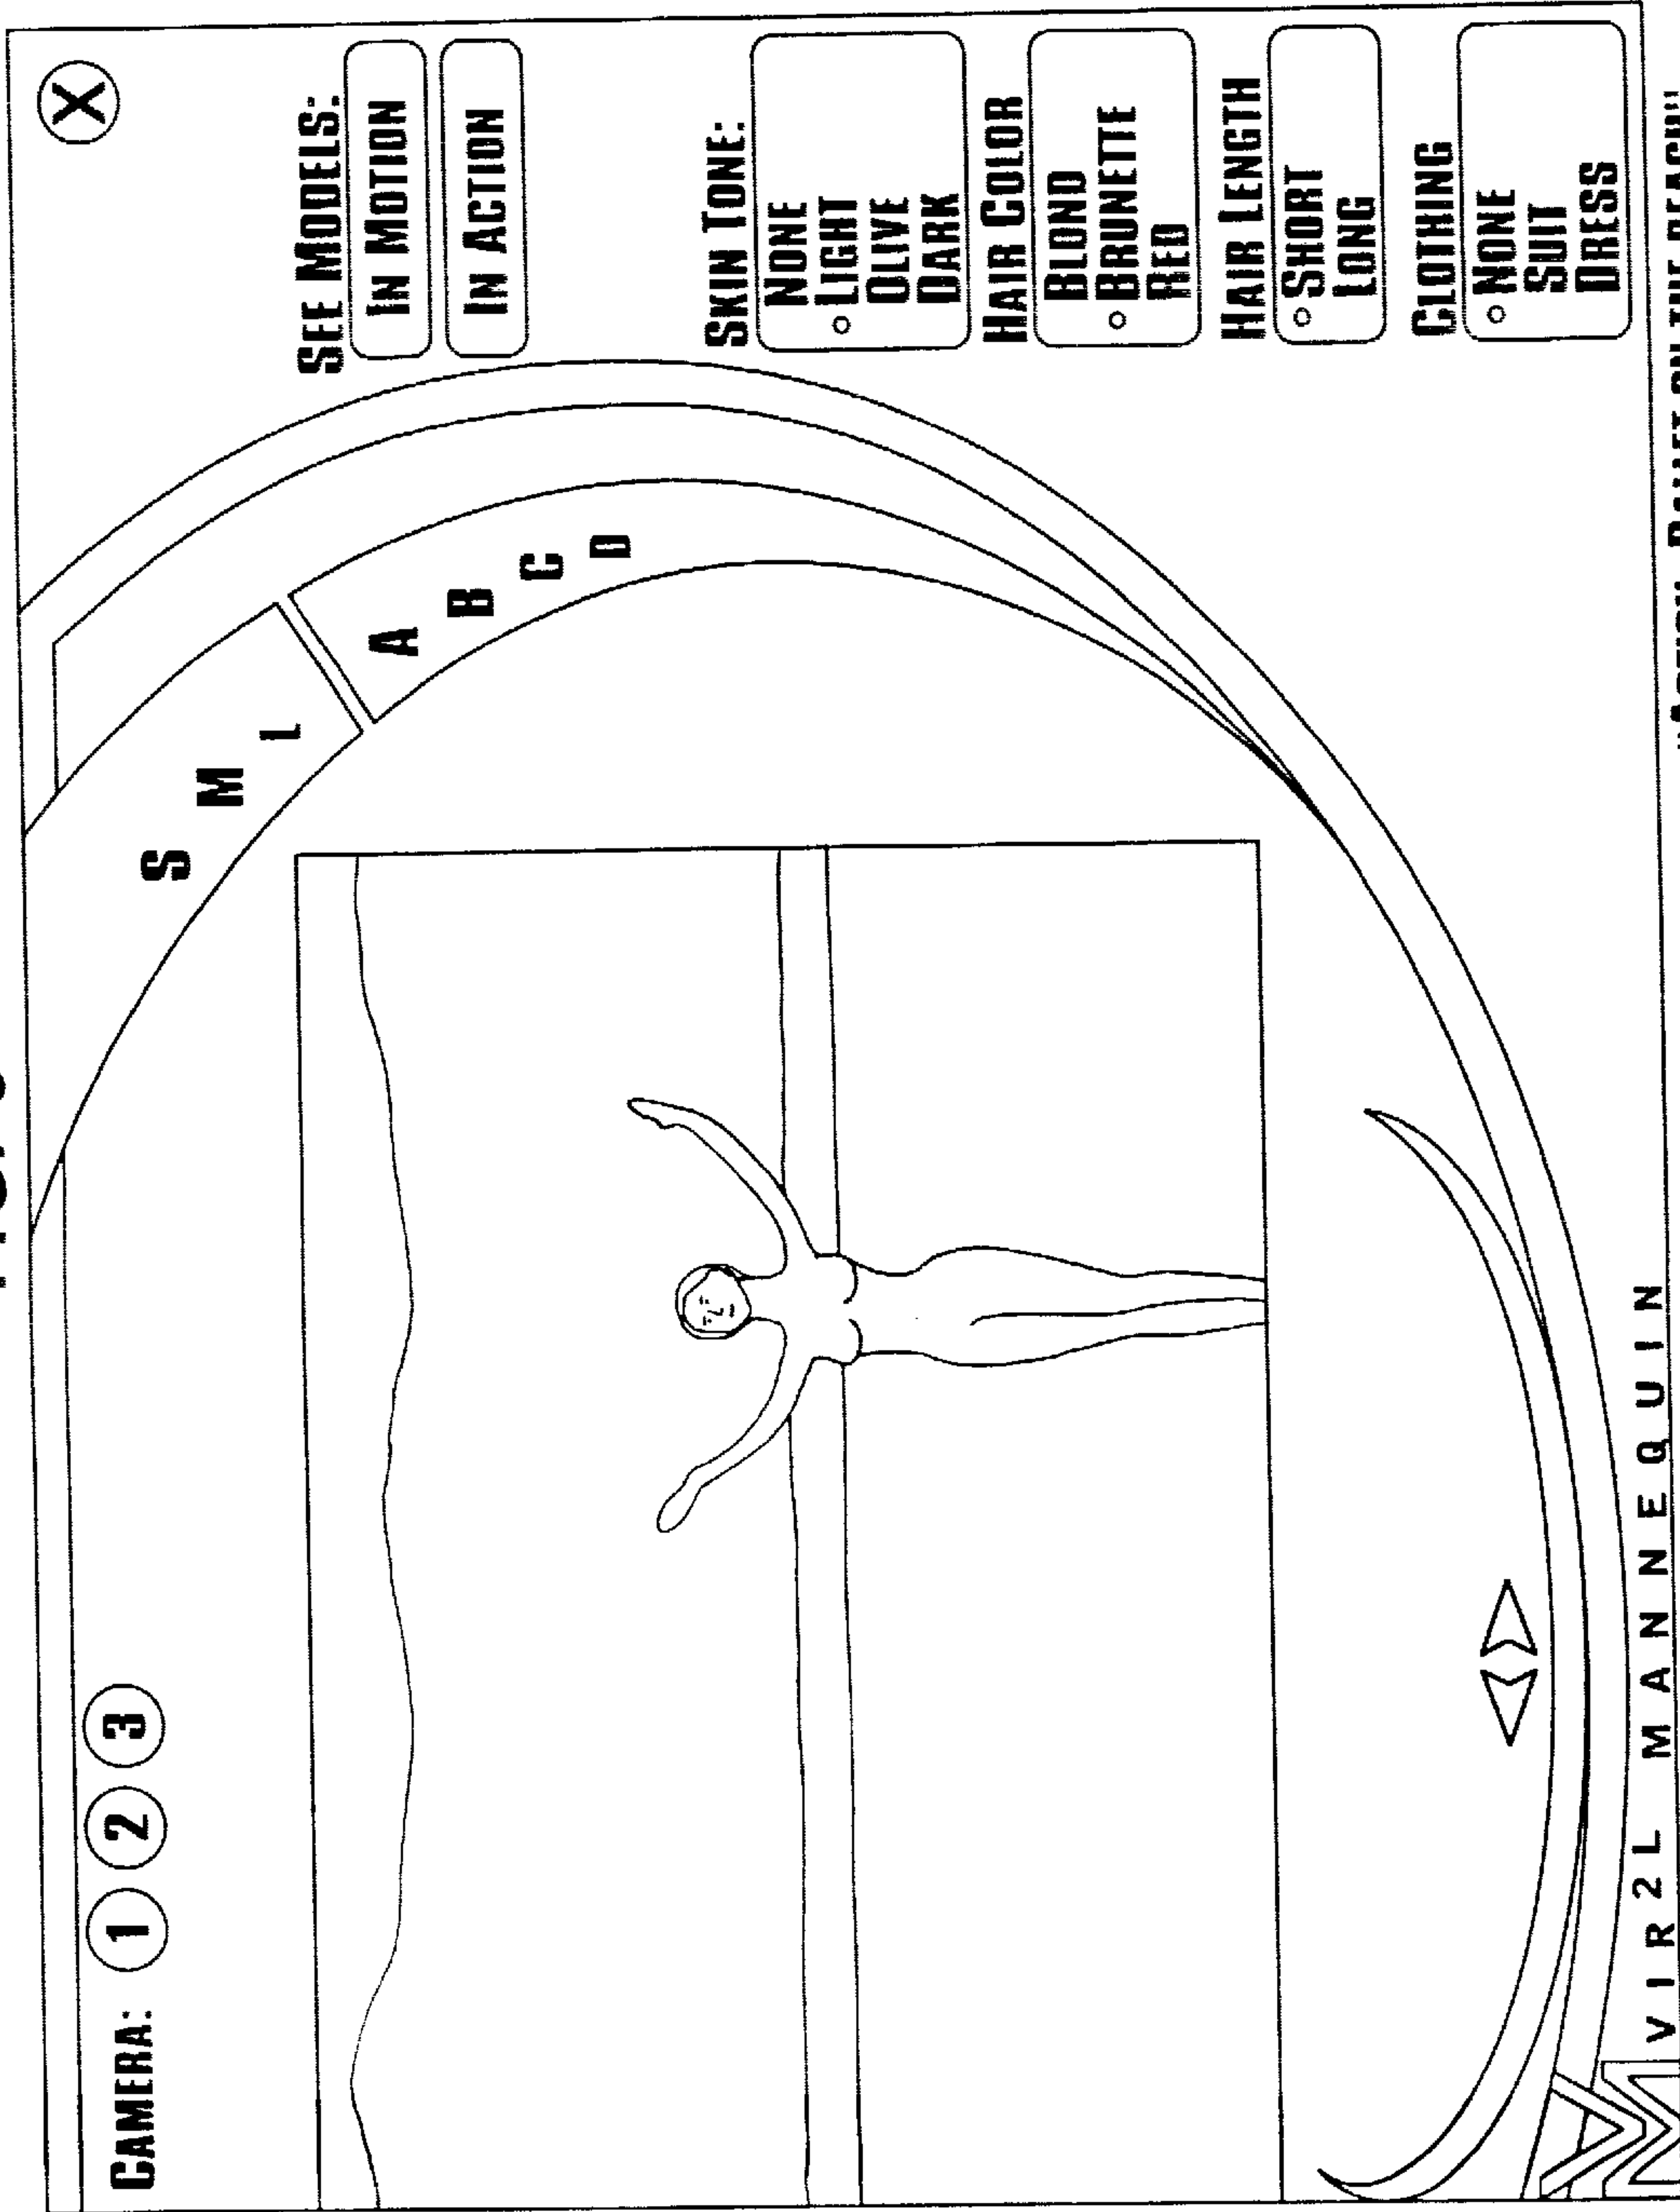 CAMERA: 1 2 3
X
S
M
L
A
B
C
D
SEE MODELS:
IN MOTION
IN ACTION
SKIN TONE:
NONE
LIGHT
OLIVE
DARK
HAIR COLOR
BLOND
BRUNETTE
RED
HAIR LENGTH
SHORT
LONG
CLOTHING
NONE
SUIT
DRESS
VM
VIR2L MANNEQUIN